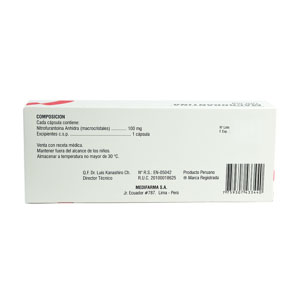 COMPOSICION
Cada cápsula contiene:
Nitrofurantoína Anhidra (macrocristales) ............ 100 mg
Excipientes c.s.p. ............ 1 cápsula
Venta con receta médica.
Mantener fuera del alcance de los niños
Almacenar a temperatura no mayor de 30 °C.
N° Lote
Q.F. Dr. Luis Kanashiro Ch.
Director Técnico
N° R.S.: EN-05042
R.U.C. 20100018625
Producto Peruano
® Marca Registrada
MEDIFARMA S.A.
Jr. Ecuador #787. Lima - Perú